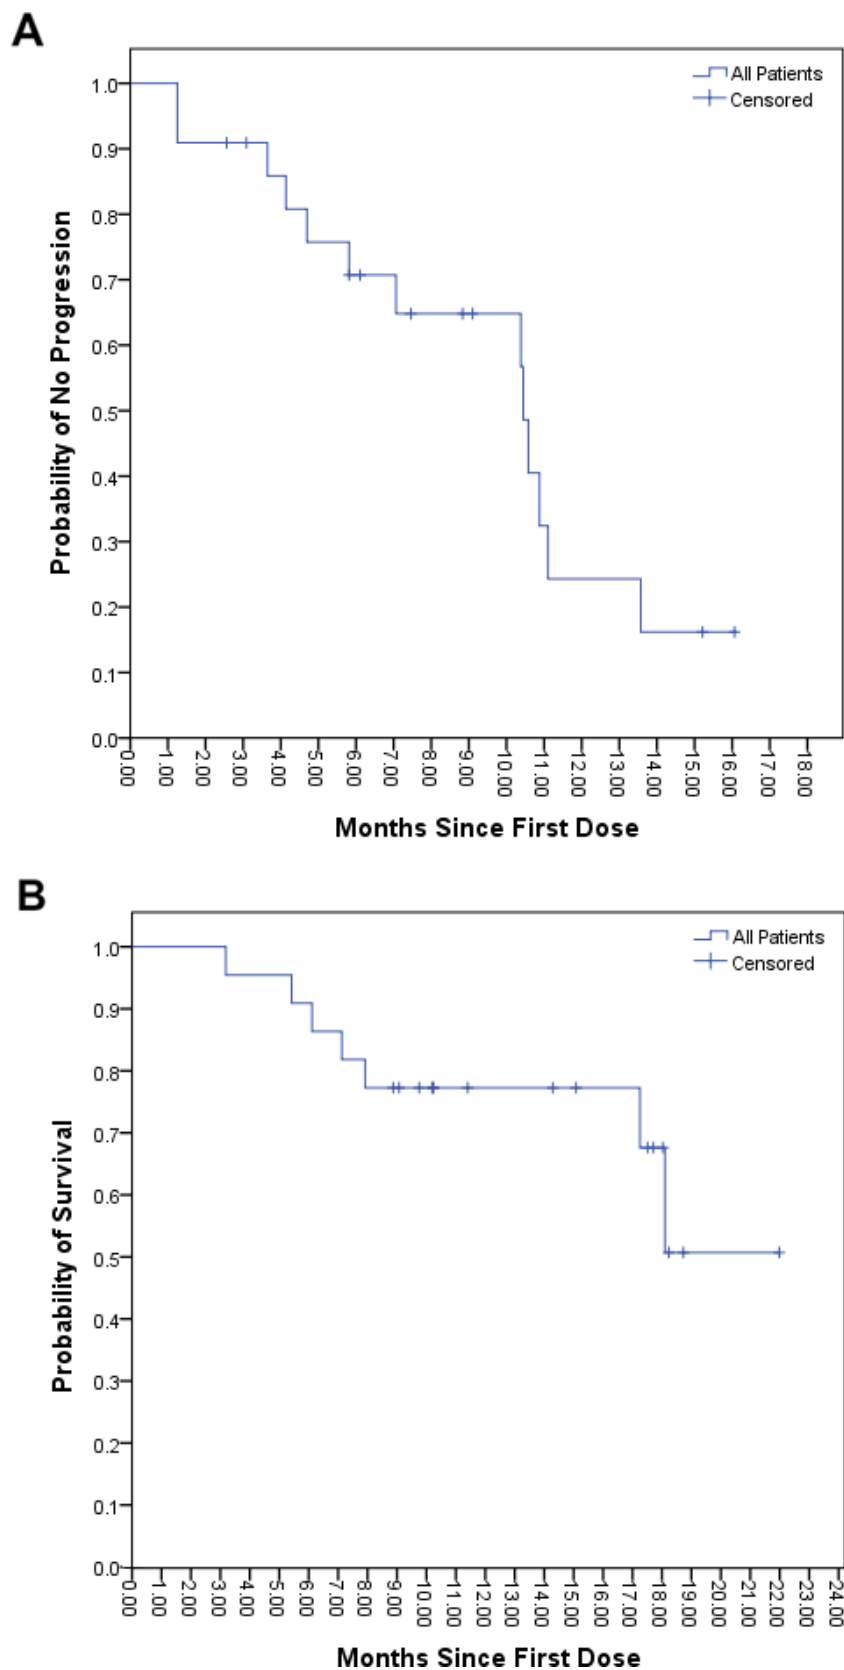 A
All Patients
Censored
1.0
0.9
0.8
0.7
0.6
0.5
0.4
0.3
0.2
0.1
0.0
Probability of No Progression
0.00 1.00 2.00 3.00 4.00 5.00 6.00 7.00 8.00 9.00 10.00 11.00 12.00 13.00 14.00 15.00 16.00 17.00 18.00
Months Since First Dose
B
All Patients
Censored
1.0
0.9
0.8
0.7
0.6
0.5
0.4
0.3
0.2
0.1
0.0
Probability of Survival
0.00 1.00 2.00 3.00 4.00 5.00 6.00 7.00 8.00 9.00 10.00 11.00 12.00 13.00 14.00 15.00 16.00 17.00 18.00 19.00 20.00 21.00 22.00 23.00 24.00
Months Since First Dose